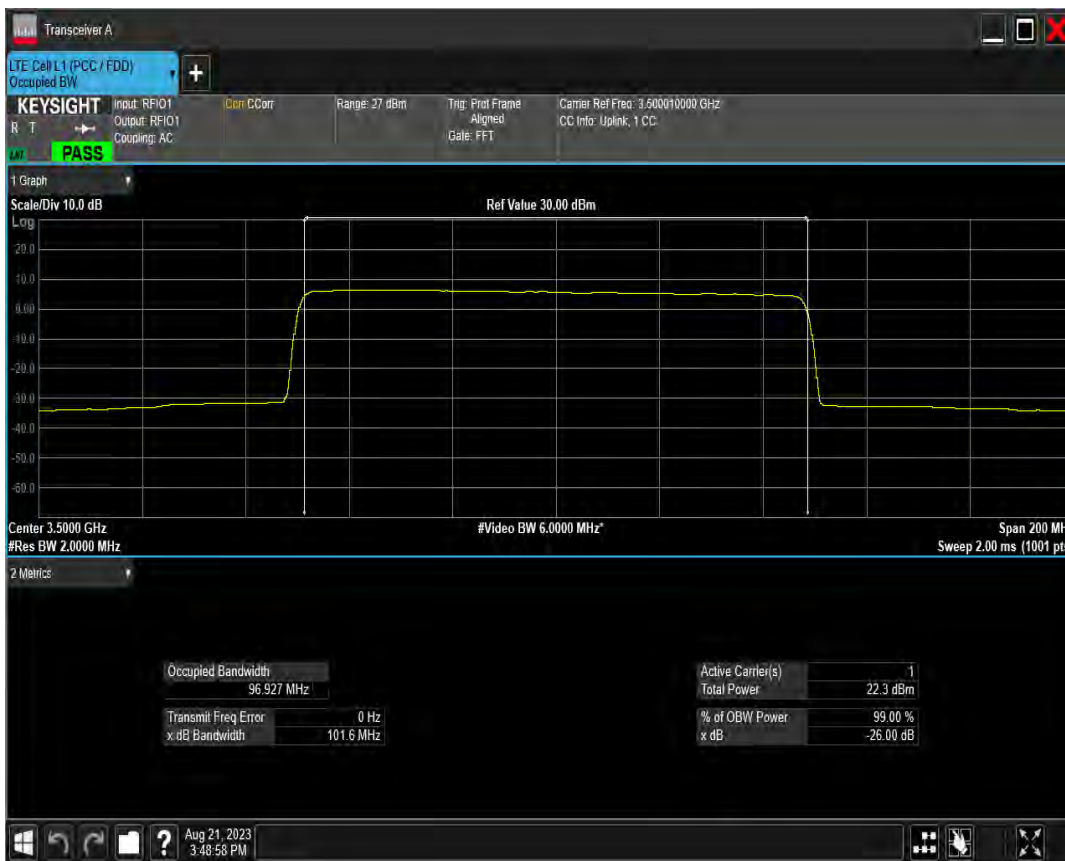 Transceiver A
LTE Cell L1 (PCC / FDD)
Occupied BW
+
KEYSIGHT
R T
PASS
Input: RFIO1
Output: RFIO1
Coupling: AC
Corr CCorr
Range: 27 dBm
Trig: Prot Frame
Aligned
Gate: FFT
Carrier Ref Freq: 3.500010000 GHz
CC Info: Uplink, 1 CC
1 Graph
Scale/Div 10.0 dB
Ref Value 30.00 dBm
Log
20.0
10.0
0.00
-10.0
-20.0
-30.0
-40.0
-50.0
-60.0
Center 3.5000 GHz
#Video BW 6.0000 MHz*
Span 200 MH
#Res BW 2.0000 MHz
Sweep 2.00 ms (1001 pts
2 Metrics
Occupied Bandwidth
96.927 MHz
Transmit Freq Error 0 Hz
x dB Bandwidth 101.6 MHz
Active Carrier(s) 1
Total Power 22.3 dBm
% of OBW Power 99.00 %
x dB -26.00 dB
?
Aug 21, 2023
3:48:58 PM